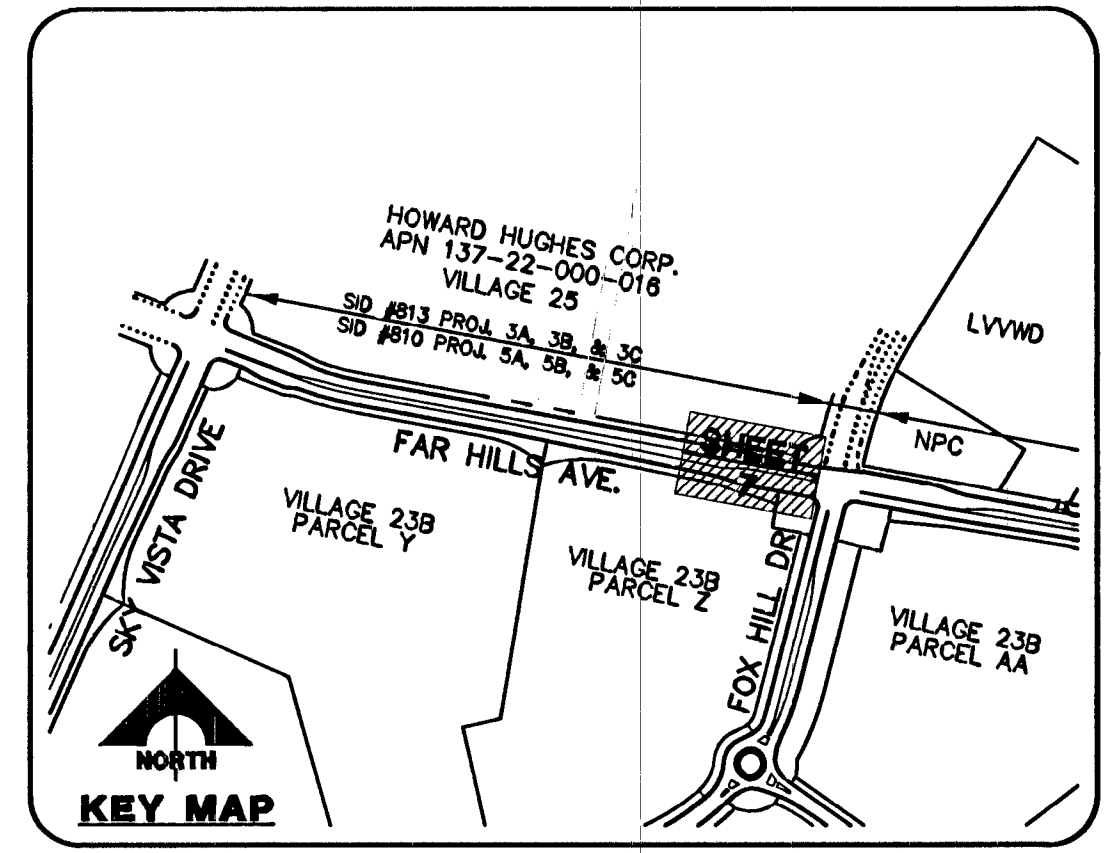 HOWARD HUGHES CORP.
APN 137-22-000-016
VILLAGE 25
SID #813 PROJ. 3A, 3B, & 3C
SID #810 PROJ. 5A, 5B, & 5C
LVVWD
NPC
SHEET
7
FAR HILLS AVE.
SKY VISTA DRIVE
VILLAGE 23B
PARCEL Y
VILLAGE 23B
PARCEL Z
FOX HILL DR
VILLAGE 23B
PARCEL AA
NORTH
KEY MAP